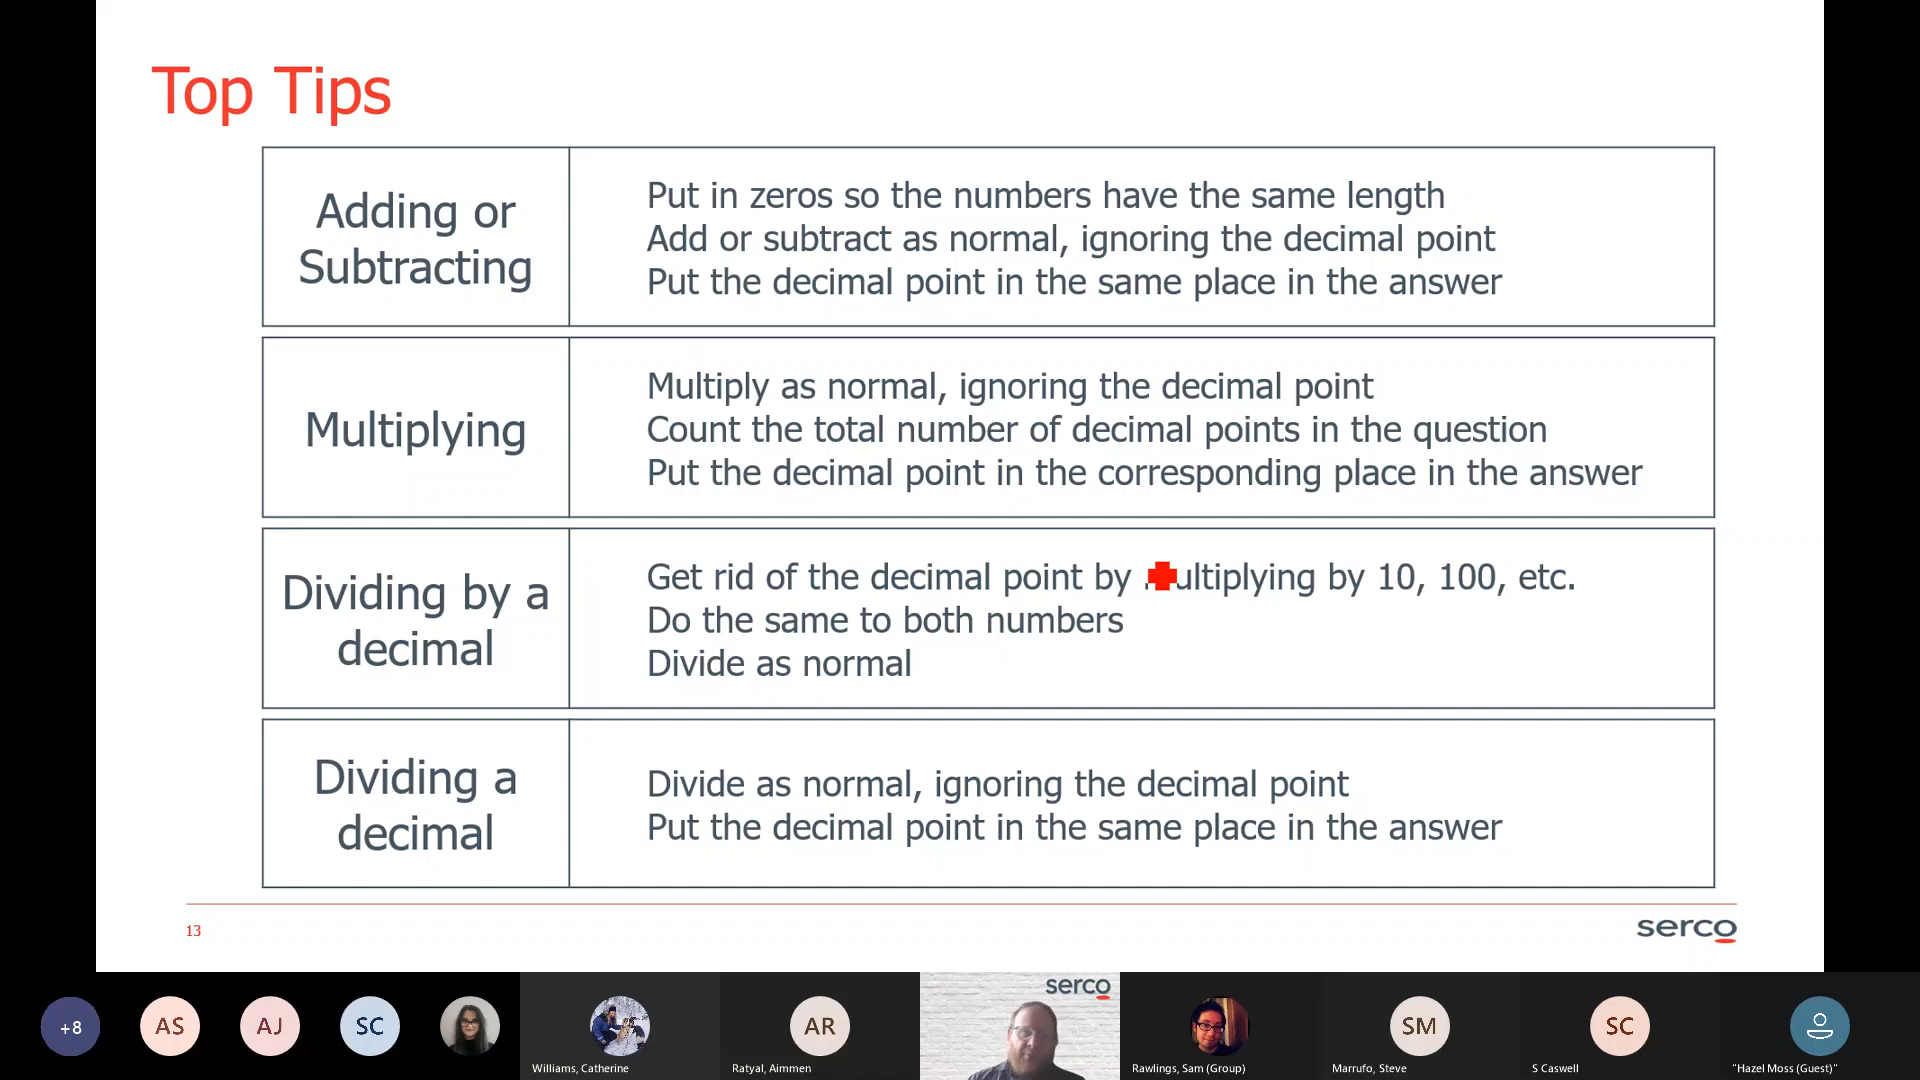 Top Tips
Adding or
Subtracting
Put in zeros so the numbers have the same length
Add or subtract as normal, ignoring the decimal point
Put the decimal point in the same place in the answer
Multiplying
Multiply as normal, ignoring the decimal point
Count the total number of decimal points in the question
Put the decimal point in the corresponding place in the answer
Dividing by a
decimal
Get rid of the decimal point by ultiplying by 10, 100, etc.
Do the same to both numbers
Divide as normal
Dividing a
decimal
Divide as normal, ignoring the decimal point
Put the decimal point in the same place in the answer
13
serco
+8
AS
AJ
SC
Williams, Catherine
AR
Ratyal, Aimmen
serco
Rawlings, Sam (Group)
SM
Marrufo, Steve
SC
S Caswell
"Hazel Moss (Guest)"